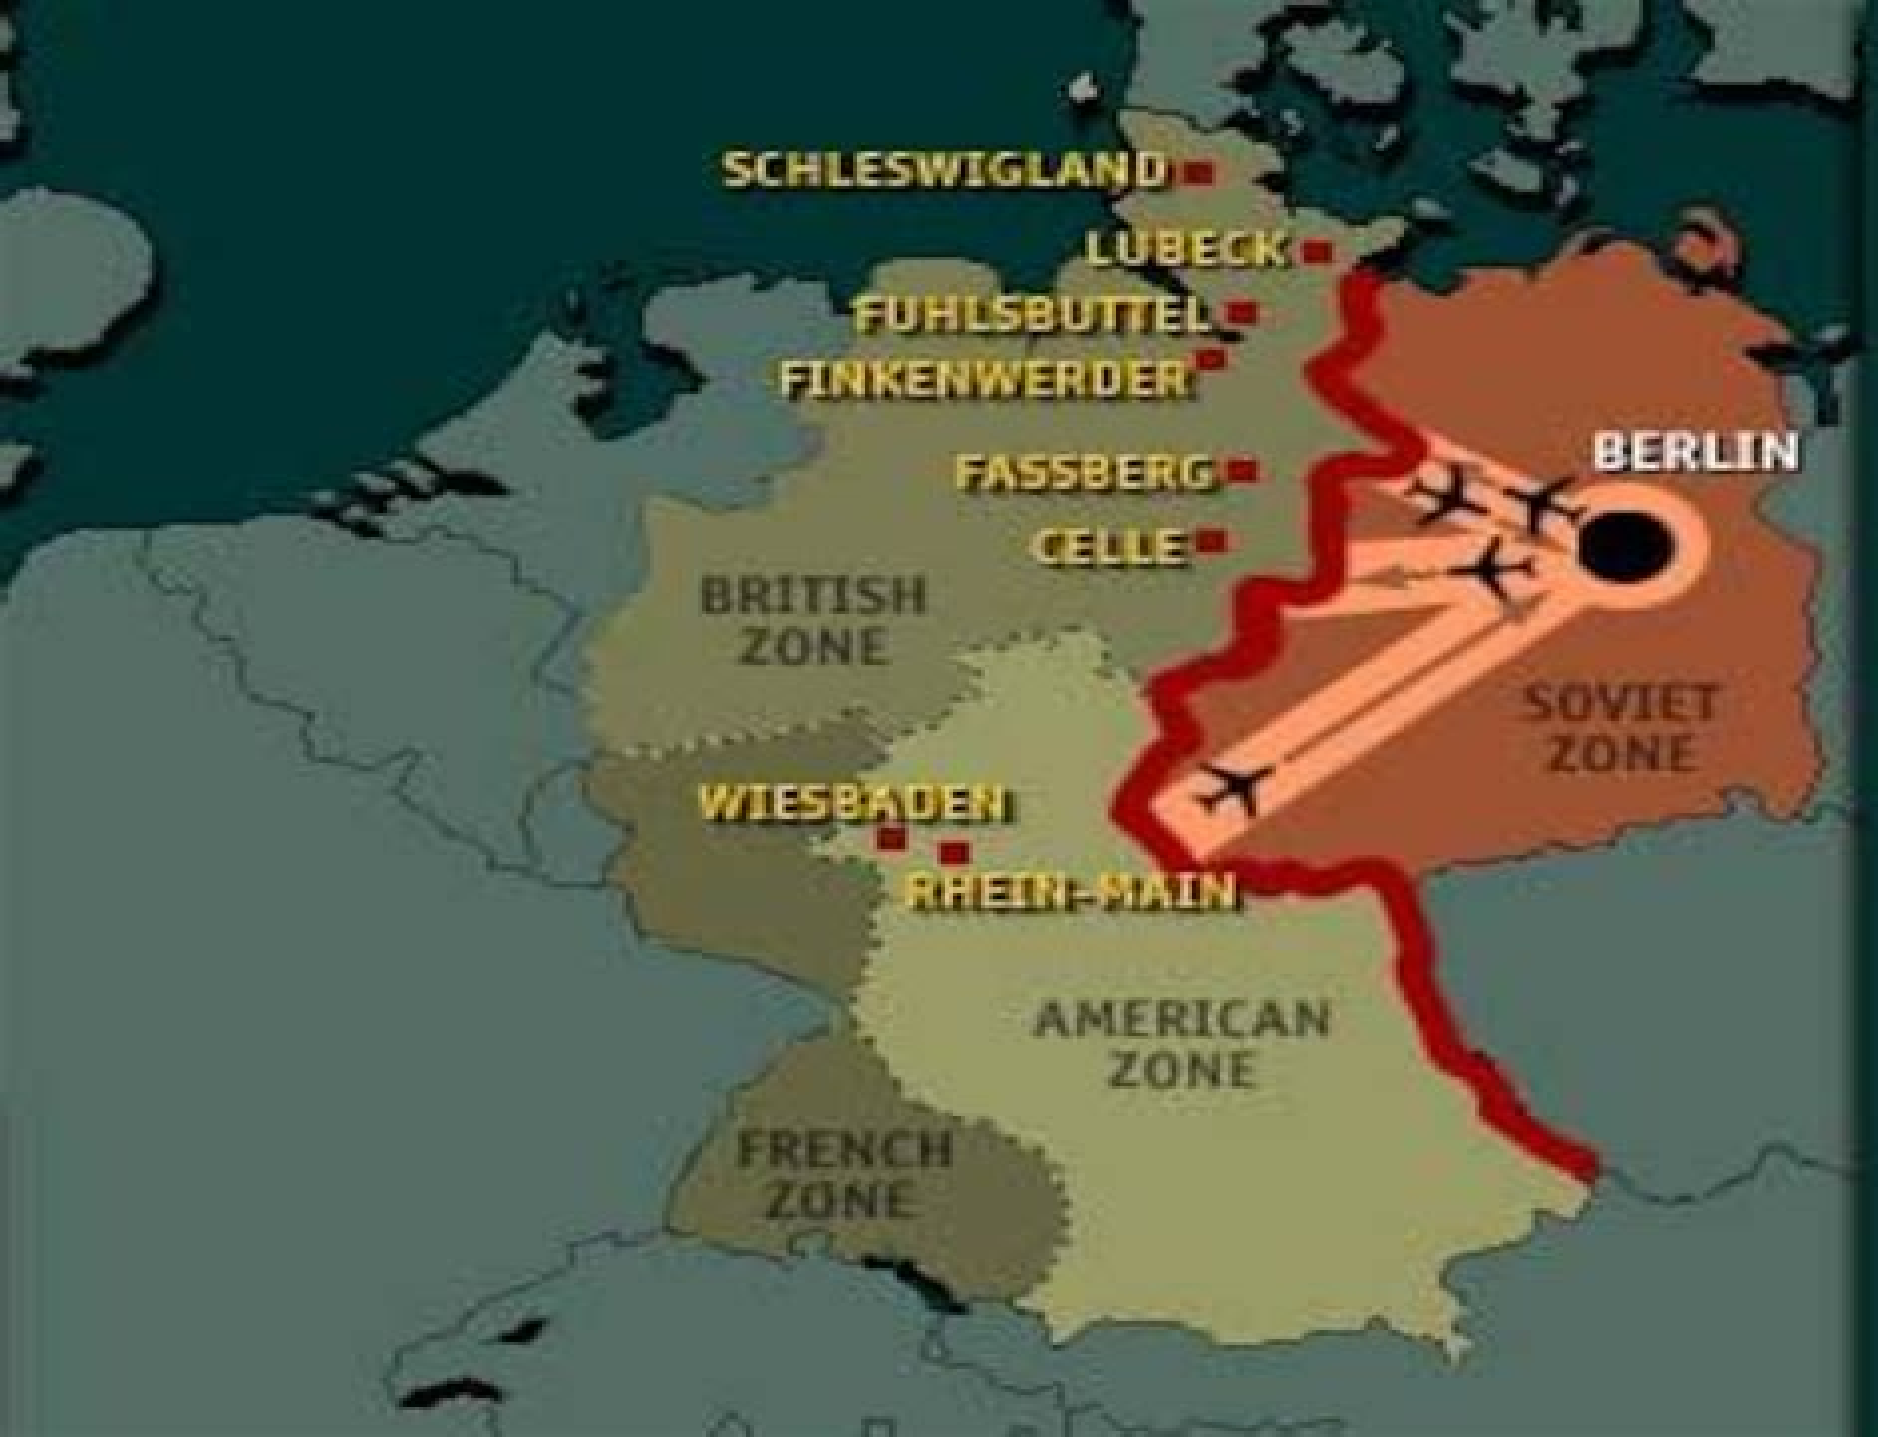 SCHLESWIGLAND
LUBECK
FUHLSBUTTEL
FINKENWERDER
BERLIN
FASSBERG
CELLE
BRITISH
ZONE
SOVIET
ZONE
WIESBADEN
RHEIN-MAIN
AMERICAN
ZONE
FRENCH
ZONE